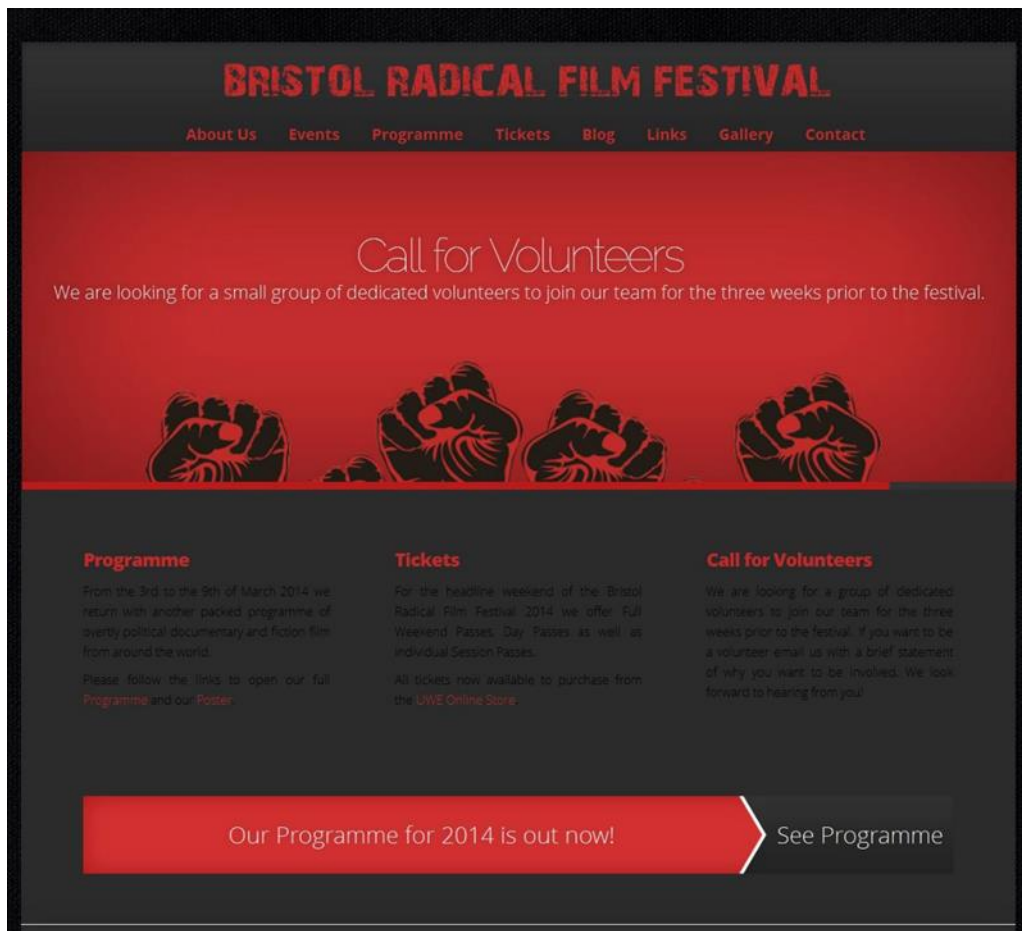 BRISTOL RADICAL FILM FESTIVAL
About Us Events Programme Tickets Blog Links Gallery Contact
Call for Volunteers
We are looking for a small group of dedicated volunteers to join our team for the three weeks prior to the festival.
Programme
From the 3rd to the 9th of March 2014 we
return with another packed programme of
overtly political documentary and fiction film
from around the world.
Please follow the links to open our full
Programme and our Poster.
Tickets
For the headline weekend of the Bristol
Radical Film Festival 2014 we offer Full
Weekend Passes, Day Passes as well as
individual Session Passes.
All tickets now available to purchase from
the UWE Online Store.
Call for Volunteers
We are looking for a group of dedicated
volunteers to join our team for the three
weeks prior to the festival. If you want to be
a volunteer email us with a brief statement
of why you want to be involved. We look
forward to hearing from you!
Our Programme for 2014 is out now!
See Programme